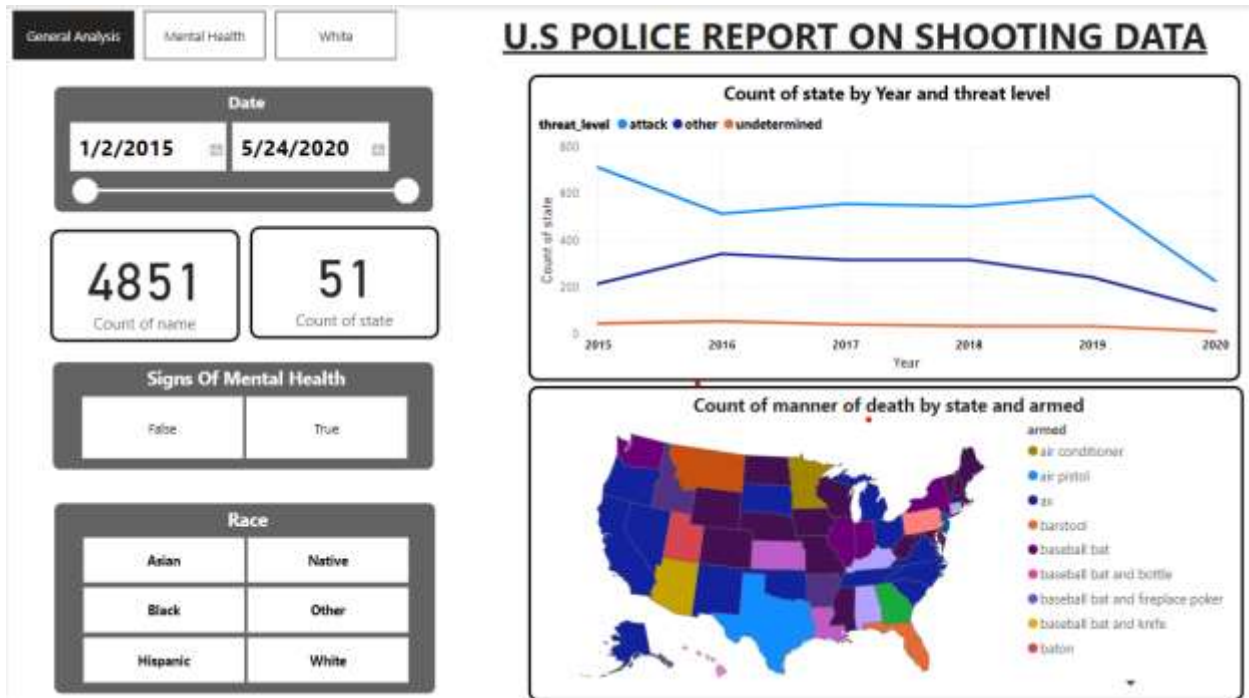 General Analysis
Mental Health
White
U.S POLICE REPORT ON SHOOTING DATA
Date
1/2/2015
5/24/2020
4851
Count of name
51
Count of state
Signs Of Mental Health
False
True
Race
Asian
Native
Black
Other
Hispanic
White
Count of state by Year and threat level
threat_level attack other undetermined
800
600
400
200
0
Count of state
2015 2016 2017 2018 2019 2020
Year
Count of manner of death by state and armed
armed
air conditioner
air pistol
ax
barstool
baseball bat
baseball bat and bottle
baseball bat and fireplace poker
baseball bat and knife
baton